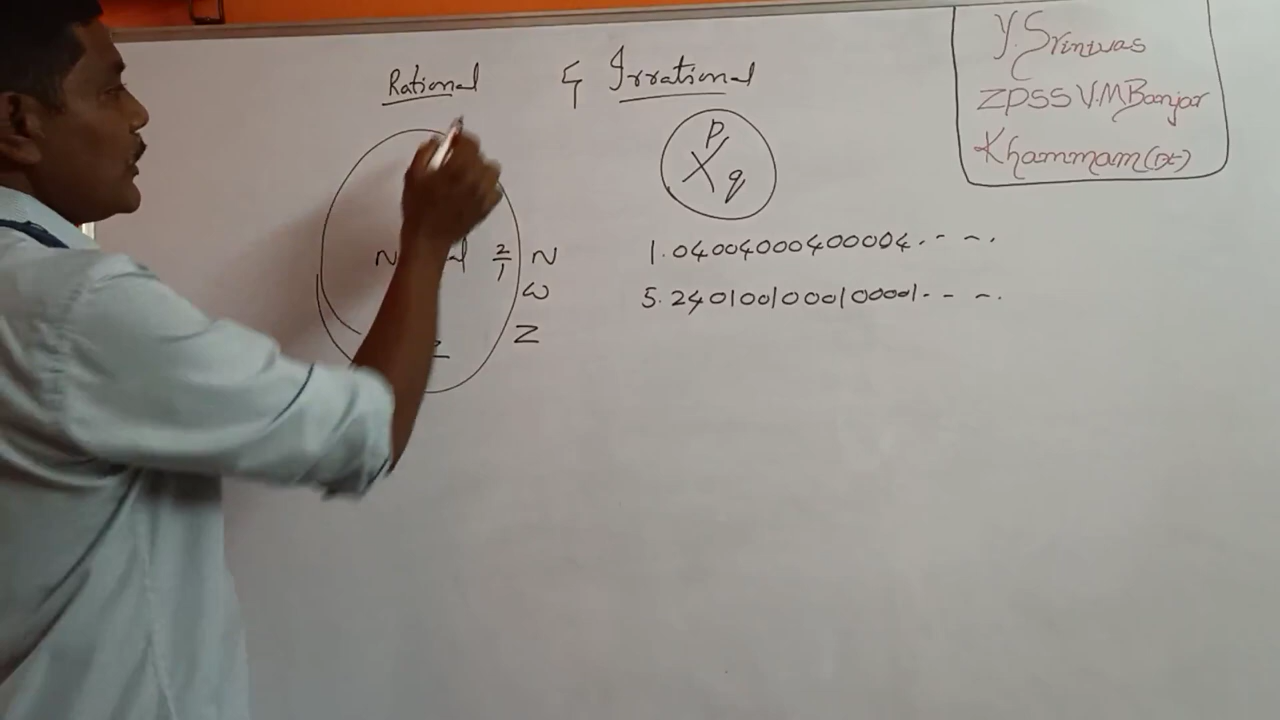 Rational & Irrational
Y. Srinivas
ZPSS V.M Banjar
Khammam (Dt)
p
X q
1.04004000400004.---.
5.2401001000100001---.
2
1
N
W
Z